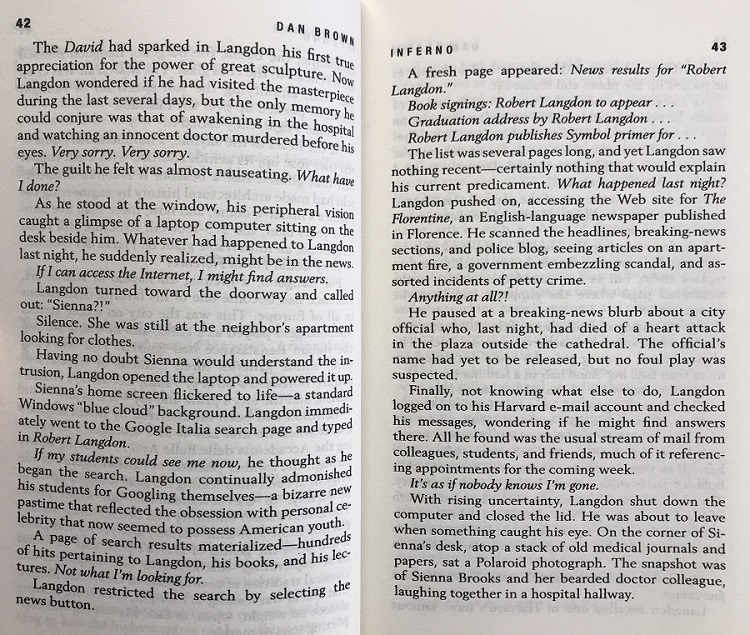 42
DAN BROWN
The David had sparked in Langdon his first true
appreciation for the power of great sculpture. Now
Langdon wondered if he had visited the masterpiece
during the last several days, but the only memory he
could conjure was that of awakening in the hospital
and watching an innocent doctor murdered before his
eyes. Very sorry. Very sorry.
The guilt he felt was almost nauseating. What have
I done?
As he stood at the window, his peripheral vision
caught a glimpse of a laptop computer sitting on the
desk beside him. Whatever had happened to Langdon
last night, he suddenly realized, might be in the news.
If I can access the Internet, I might find answers.
Langdon turned toward the doorway and called
out: “Sienna?!”
Silence. She was still at the neighbor’s apartment
looking for clothes.
Having no doubt Sienna would understand the in-
trusion, Langdon opened the laptop and powered it up.
Sienna’s home screen flickered to life—a standard
Windows “blue cloud” background. Langdon immedi-
ately went to the Google Italia search page and typed
in Robert Langdon.
If my students could see me now, he thought as he
began the search. Langdon continually admonished
his students for Googling themselves—a bizarre new
pastime that reflected the obsession with personal ce-
lebrity that now seemed to possess American youth.
A page of search results materialized—hundreds
of hits pertaining to Langdon, his books, and his lec-
tures. Not what I’m looking for.
Langdon restricted the search by selecting the
news button.
INFERNO
43
A fresh page appeared: News results for “Robert
Langdon.”
Book signings: Robert Langdon to appear . . .
Graduation address by Robert Langdon . . .
Robert Langdon publishes Symbol primer for . . .
The list was several pages long, and yet Langdon saw
nothing recent—certainly nothing that would explain
his current predicament. What happened last night?
Langdon pushed on, accessing the Web site for The
Florentine, an English-language newspaper published
in Florence. He scanned the headlines, breaking-news
sections, and police blog, seeing articles on an apart-
ment fire, a government embezzling scandal, and as-
sorted incidents of petty crime.
Anything at all?!
He paused at a breaking-news blurb about a city
official who, last night, had died of a heart attack
in the plaza outside the cathedral. The official’s
name had yet to be released, but no foul play was
suspected.
Finally, not knowing what else to do, Langdon
logged on to his Harvard e-mail account and checked
his messages, wondering if he might find answers
there. All he found was the usual stream of mail from
colleagues, students, and friends, much of it referenc-
ing appointments for the coming week.
It’s as if nobody knows I’m gone.
With rising uncertainty, Langdon shut down the
computer and closed the lid. He was about to leave
when something caught his eye. On the corner of Si-
enna’s desk, atop a stack of old medical journals and
papers, sat a Polaroid photograph. The snapshot was
of Sienna Brooks and her bearded doctor colleague,
laughing together in a hospital hallway.